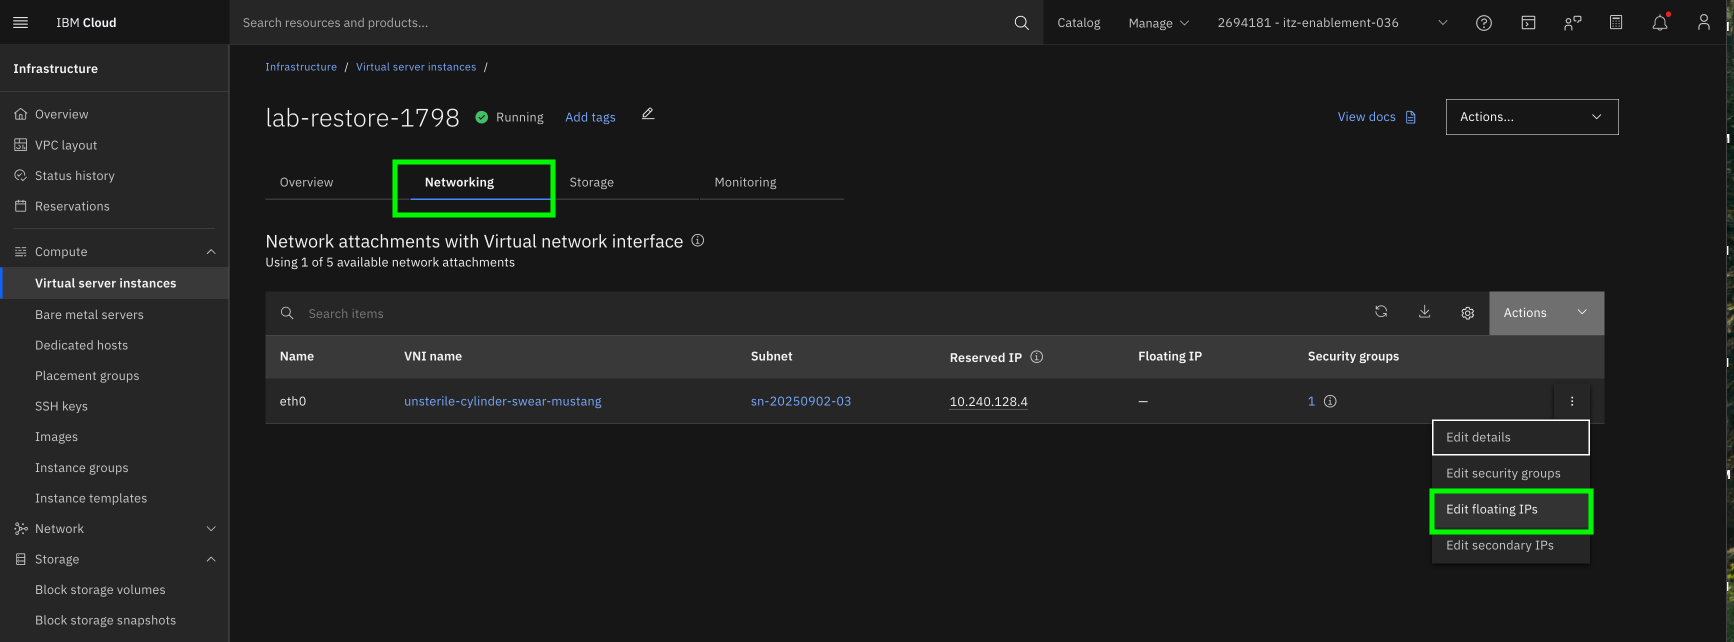 IBM Cloud
Search resources and products...
Catalog
Manage
2694181 - itz-enablement-036
Infrastructure
Overview
VPC layout
Status history
Reservations
Compute
Virtual server instances
Bare metal servers
Dedicated hosts
Placement groups
SSH keys
Images
Instance groups
Instance templates
Network
Storage
Block storage volumes
Block storage snapshots
Infrastructure / Virtual server instances /
lab-restore-1798
Running
Add tags
View docs
Actions...
Overview
Networking
Storage
Monitoring
Network attachments with Virtual network interface
Using 1 of 5 available network attachments
Search items
Actions
Name VNI name Subnet Reserved IP Floating IP Security groups
eth0 unsterile-cylinder-swear-mustang sn-20250902-03 10.240.128.4 – 1
Edit details
Edit security groups
Edit floating IPs
Edit secondary IPs